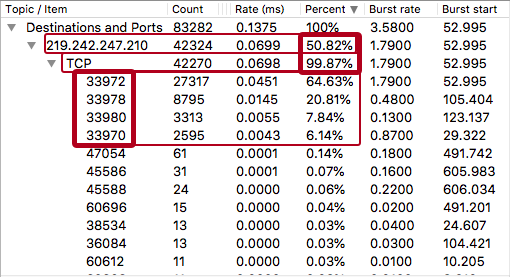 Topic / Item Count Rate (ms) Percent Burst rate Burst start
Destinations and Ports 83282 0.1375 100% 3.5800 52.995
219.242.247.210 42324 0.0699 50.82% 1.7900 52.995
TCP 42270 0.0698 99.87% 1.7900 52.995
33972 27317 0.0451 64.63% 1.7900 52.995
33978 8795 0.0145 20.81% 0.4800 105.404
33980 3313 0.0055 7.84% 0.1300 123.137
33970 2595 0.0043 6.14% 0.8700 29.322
47054 61 0.0001 0.14% 0.1800 491.742
45586 31 0.0001 0.07% 0.1600 605.983
45588 24 0.0000 0.06% 0.2200 606.034
60696 15 0.0000 0.04% 0.0200 491.201
38534 13 0.0000 0.03% 0.0400 24.607
36084 13 0.0000 0.03% 0.0300 104.421
60612 11 0.0000 0.03% 0.0100 10.205